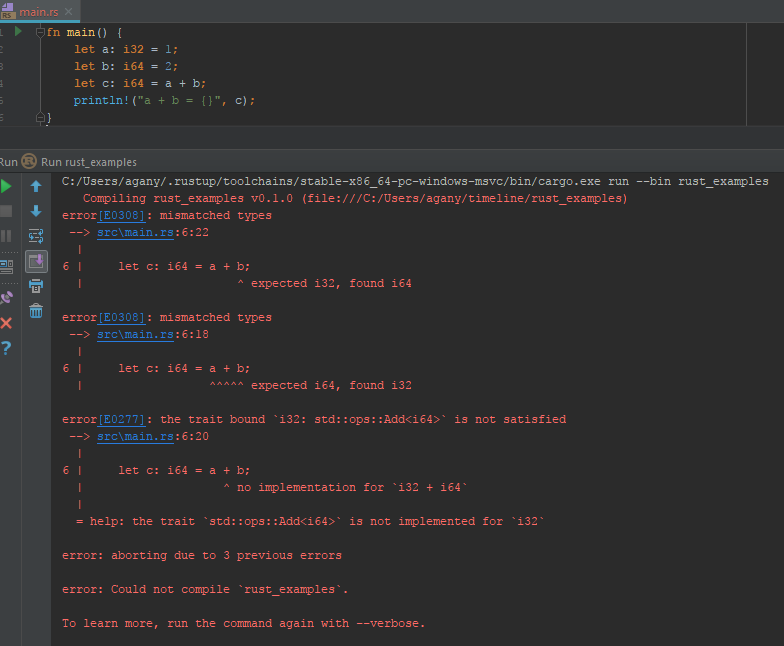 main.rs
1 fn main() {
2 let a: i32 = 1;
3 let b: i64 = 2;
4 let c: i64 = a + b;
5 println!("a + b = {}", c);
6 }
Run Run rust_examples
C:/Users/agany/.rustup/toolchains/stable-x86_64-pc-windows-msvc/bin/cargo.exe run --bin rust_examples
Compiling rust_examples v0.1.0 (file:///C:/Users/agany/timeline/rust_examples)
error[E0308]: mismatched types
--> src\main.rs:6:22
|
6 | let c: i64 = a + b;
| ^ expected i32, found i64
error[E0308]: mismatched types
--> src\main.rs:6:18
|
6 | let c: i64 = a + b;
| ^^^^^ expected i64, found i32
error[E0277]: the trait bound `i32: std::ops::Add<i64>` is not satisfied
--> src\main.rs:6:20
|
6 | let c: i64 = a + b;
| ^ no implementation for `i32 + i64`
|
= help: the trait `std::ops::Add<i64>` is not implemented for `i32`
error: aborting due to 3 previous errors
error: Could not compile `rust_examples`.
To learn more, run the command again with --verbose.